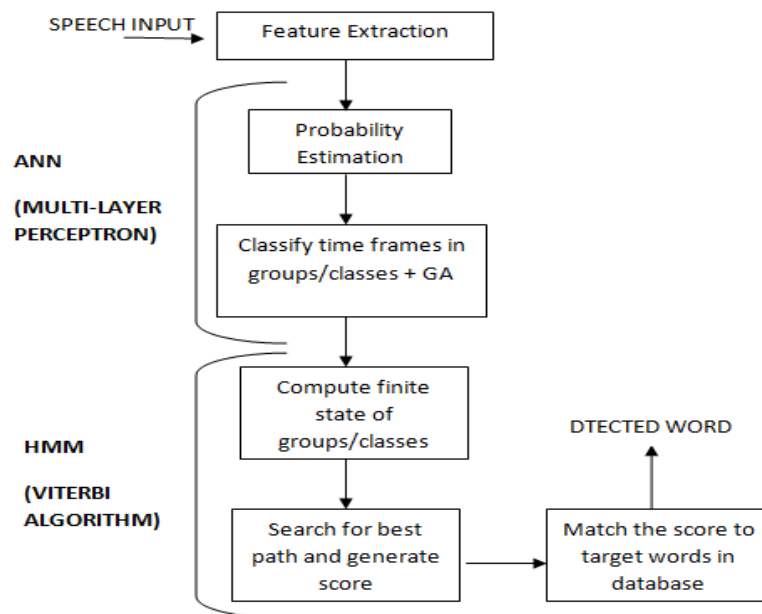 SPEECH INPUT
Feature Extraction
Probability
Estimation
ANN
(MULTI-LAYER
PERCEPTRON)
Classify time frames in
groups/classes + GA
Compute finite
state of
groups/classes
HMM
(VITERBI
ALGORITHM)
Search for best
path and generate
score
Match the score to
target words in
database
DTECTED WORD